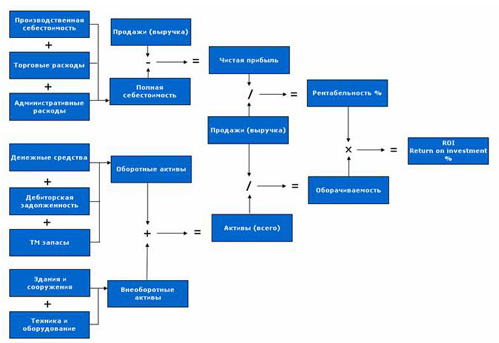 Производственная
себестоимость
+
Торговые расходы
+
Административные
расходы
Продажи (выручка)
-
=
Полная
себестоимость
Чистая прибыль
/
=
Продажи (выручка)
/
=
Активы (всего)
Рентабельность %
×
=
Оборачиваемость
ROI
Return on investment
%
Денежные средства
+
Дебиторская
задолженность
+
ТМ запасы
Оборотные активы
+
=
Здания и
сооружения
+
Техника и
оборудование
Внеоборотные
активы